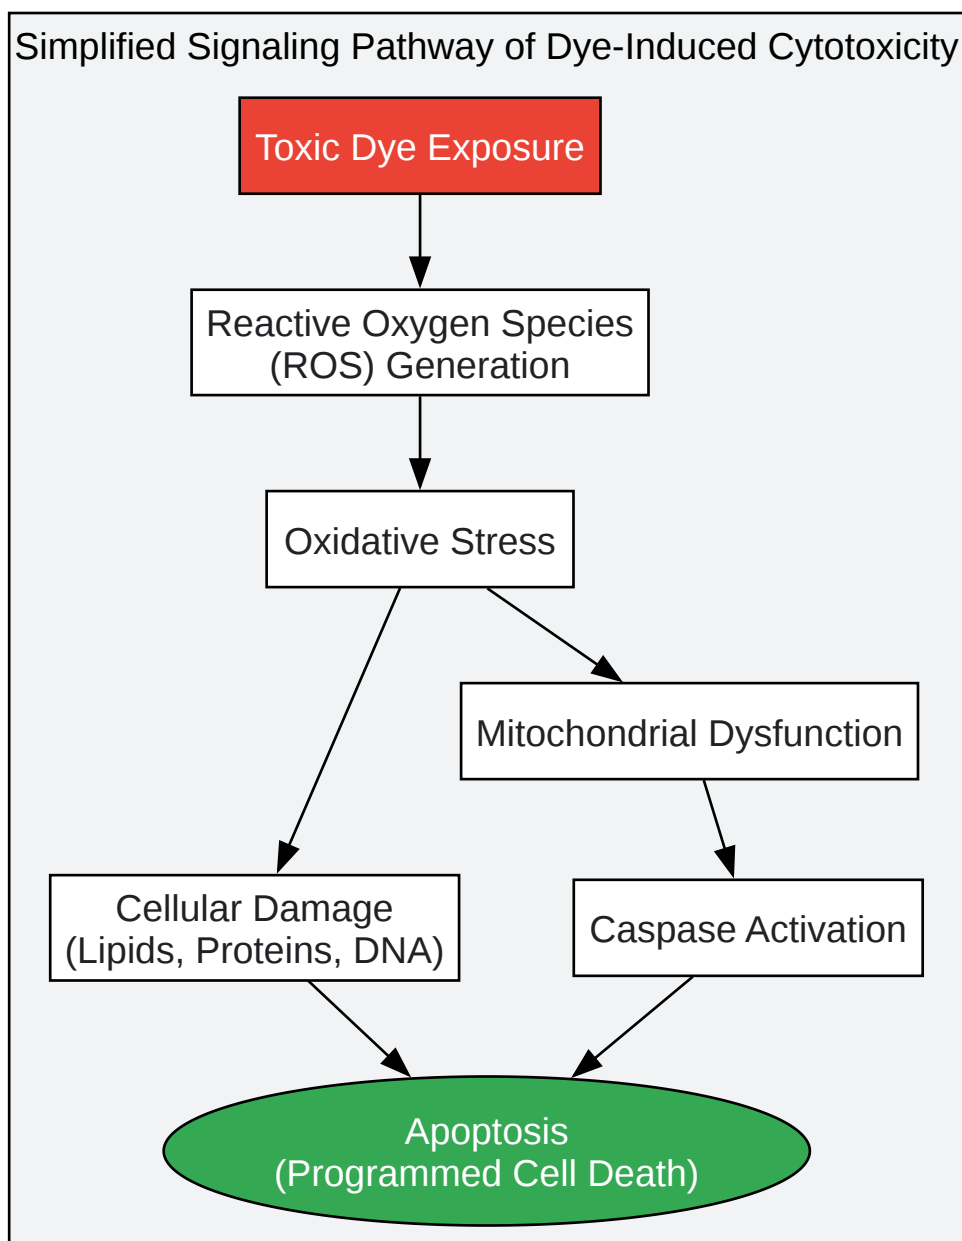 Simplified Signaling Pathway of Dye-Induced Cytotoxicity
Toxic Dye Exposure
Reactive Oxygen Species
(ROS) Generation
Oxidative Stress
Mitochondrial Dysfunction
Cellular Damage
(Lipids, Proteins, DNA)
Caspase Activation
Apoptosis
(Programmed Cell Death)